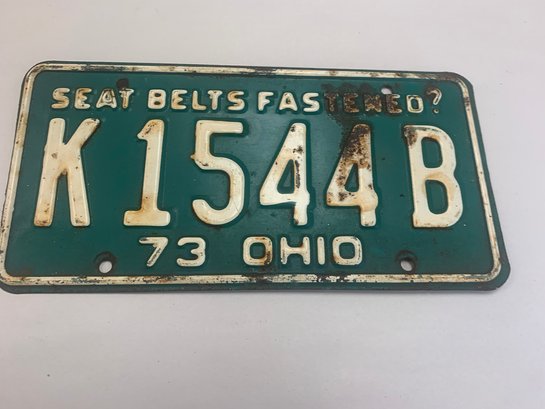 SEAT BELTS FASTENED?
K 1544 B
73 OHIO